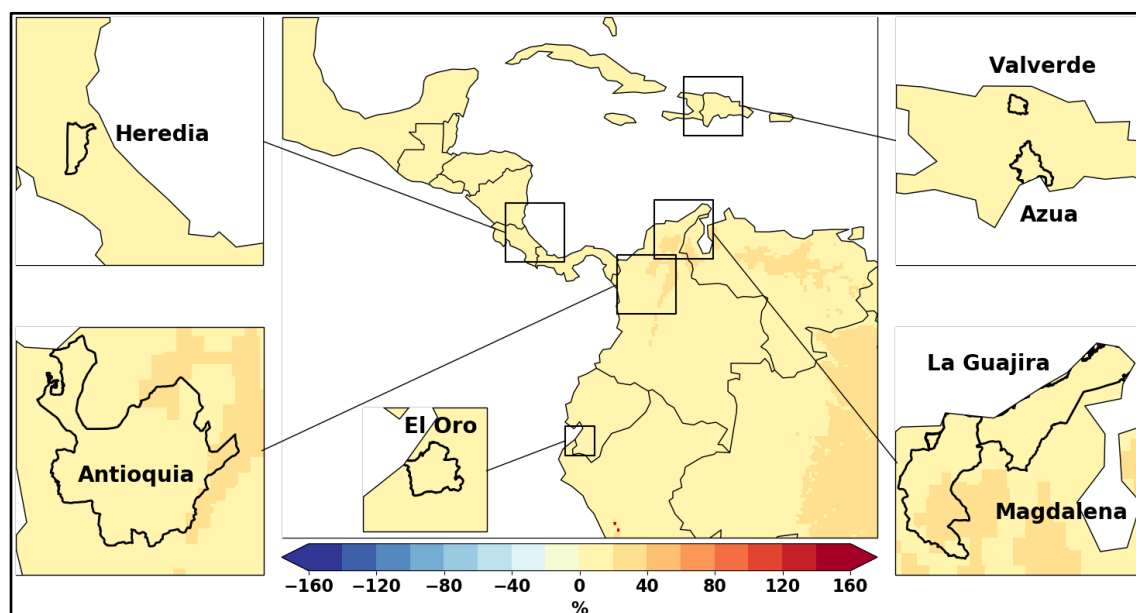 Heredia
Valverde
Azua
La Guajira
El Oro
Antioquia
Magdalena
−160 −120 −80 −40 0 40 80 120 160
%